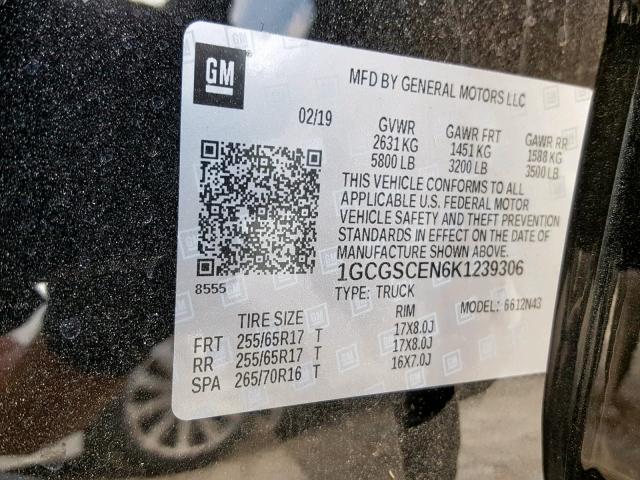 GM
MFD BY GENERAL MOTORS LLC
02/19 GVWR GAWR FRT GAWR RR
2631 KG 1451 KG 1588 KG
5800 LB 3200 LB 3500 LB
THIS VEHICLE CONFORMS TO ALL
APPLICABLE U.S. FEDERAL MOTOR
VEHICLE SAFETY AND THEFT PREVENTION
STANDARDS IN EFFECT ON THE DATE OF
MANUFACTURE SHOWN ABOVE.
8555 1GCGSCEN6K1239306
TYPE: TRUCK MODEL: 6612N43
TIRE SIZE RIM
FRT 255/65R17 T 17X8.0J
RR 255/65R17 T 17X8.0J
SPA 265/70R16 T 16X7.0J